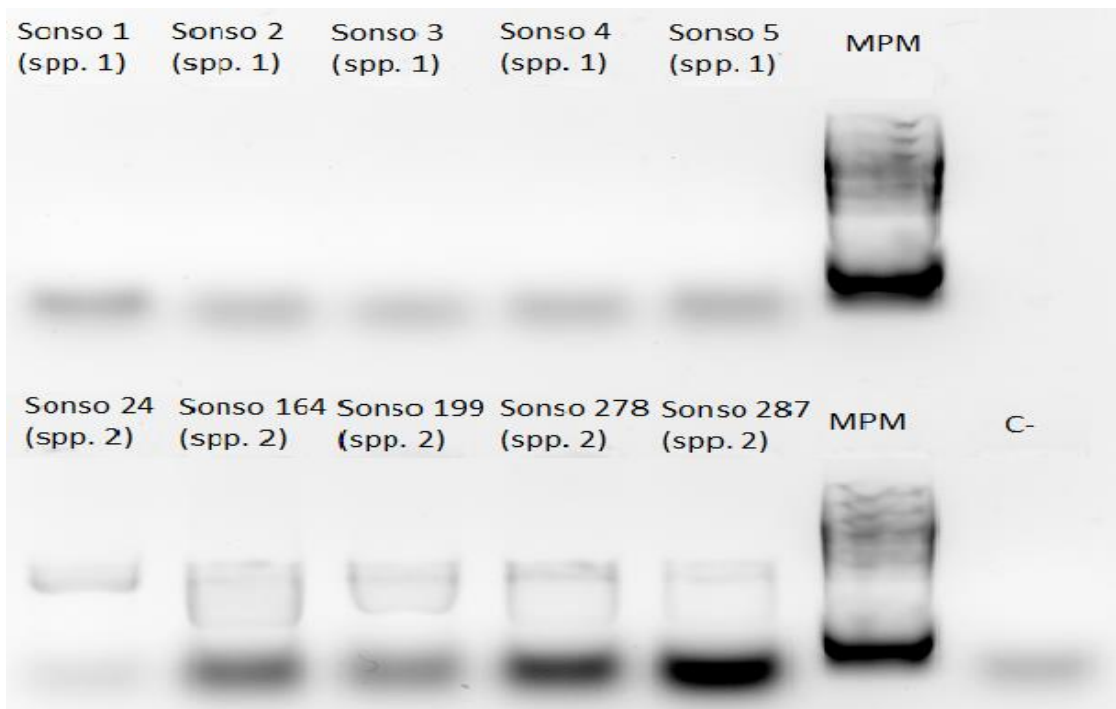 Sonso 1 Sonso 2 Sonso 3 Sonso 4 Sonso 5 MPM
(spp. 1) (spp. 1) (spp. 1) (spp. 1) (spp. 1)
Sonso 24 Sonso 164 Sonso 199 Sonso 278 Sonso 287 MPM C-
(spp. 2) (spp. 2) (spp. 2) (spp. 2) (spp. 2)